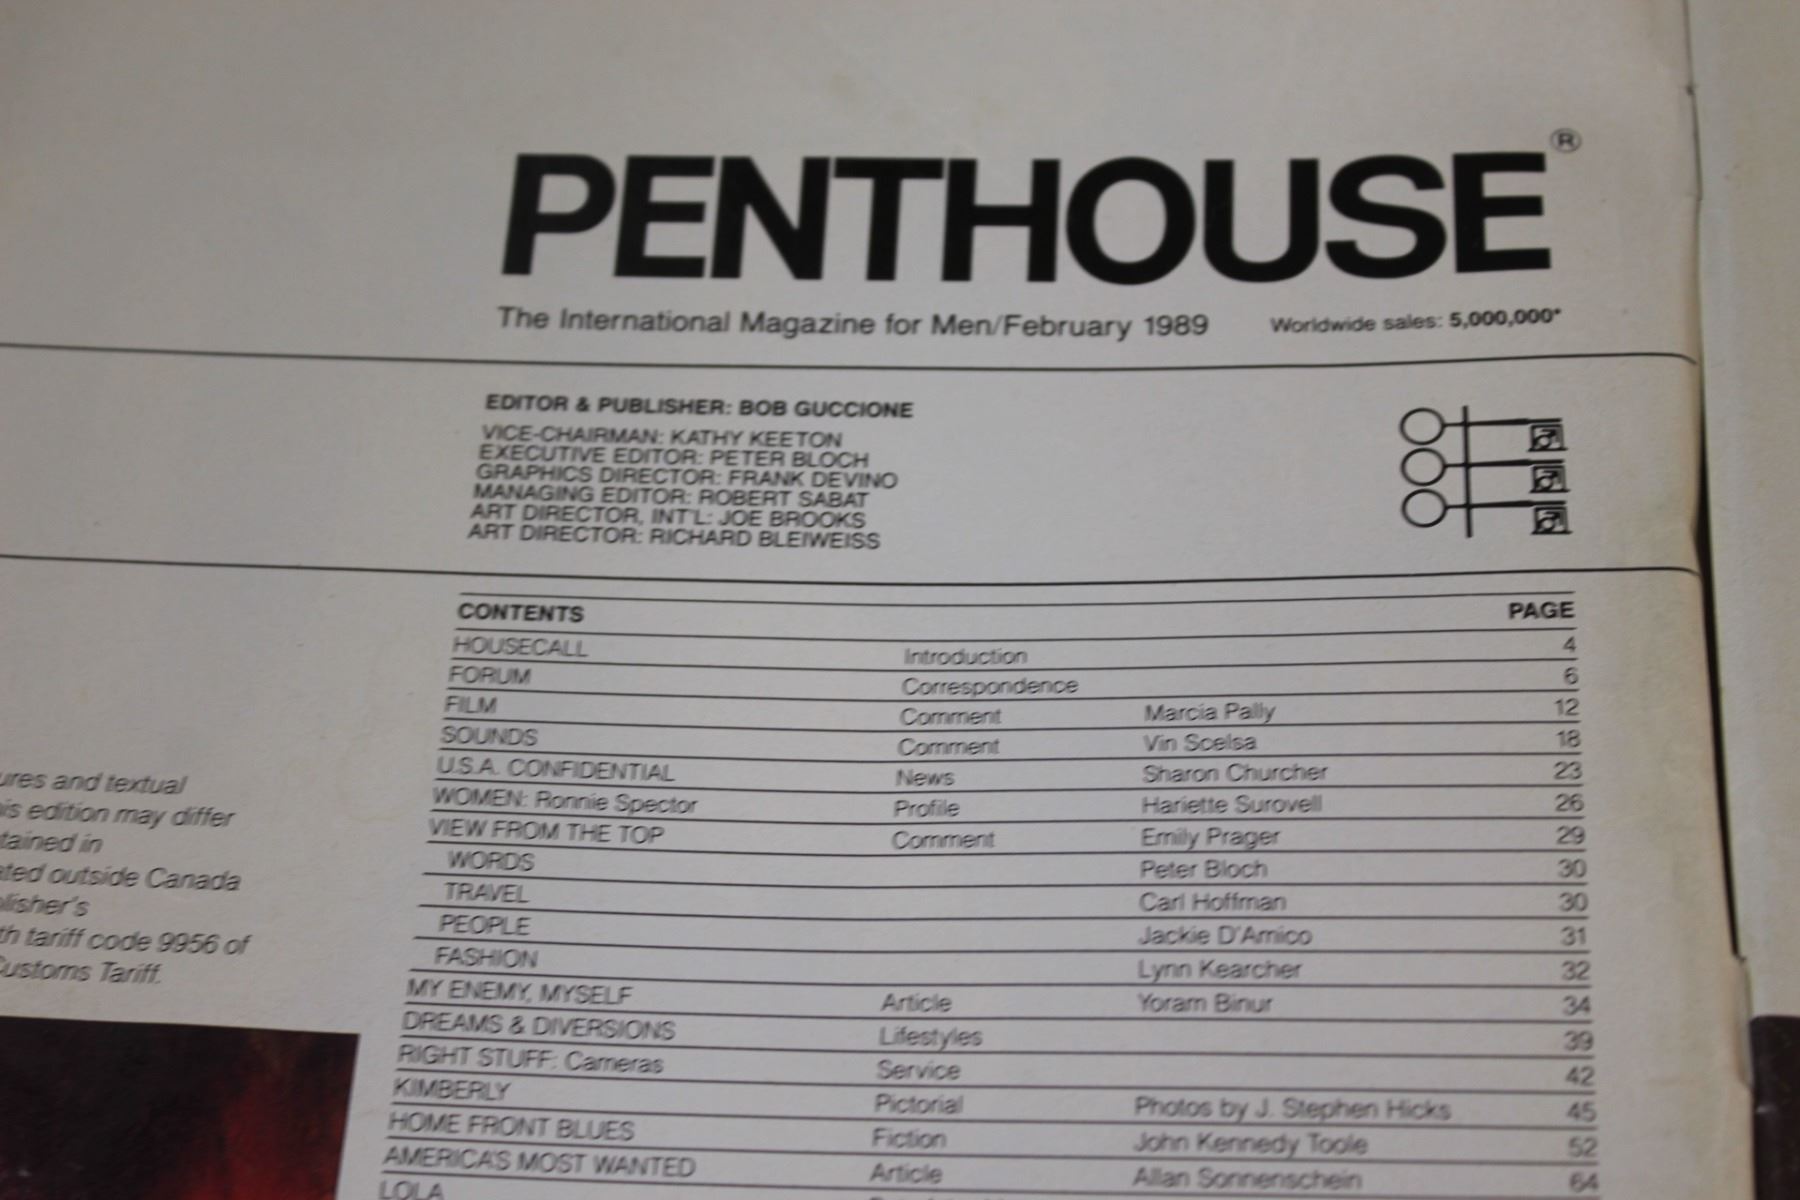 PENTHOUSE®
The International Magazine for Men/February 1989 Worldwide sales: 5,000,000*
EDITOR & PUBLISHER: BOB GUCCIONE
VICE-CHAIRMAN: KATHY KEETON
EXECUTIVE EDITOR: PETER BLOCH
GRAPHICS DIRECTOR: FRANK DEVINO
MANAGING EDITOR: ROBERT SABAT
ART DIRECTOR, INT'L: JOE BROOKS
ART DIRECTOR: RICHARD BLEIWEISS
CONTENTS PAGE
HOUSECALL Introduction 4
FORUM Correspondence 6
FILM Comment Marcia Pally 12
SOUNDS Comment Vin Scelsa 18
U.S.A. CONFIDENTIAL News Sharon Churcher 23
WOMEN: Ronnie Spector Profile Hariette Surovell 26
VIEW FROM THE TOP Comment Emily Prager 29
WORDS Peter Bloch 30
TRAVEL Carl Hoffman 30
PEOPLE Jackie D'Amico 31
FASHION Lynn Kearcher 32
MY ENEMY, MYSELF Article Yoram Binur 34
DREAMS & DIVERSIONS Lifestyles 39
RIGHT STUFF: Cameras Service 42
KIMBERLY Pictorial Photos by J. Stephen Hicks 45
HOME FRONT BLUES Fiction John Kennedy Toole 52
AMERICA'S MOST WANTED Article Allan Sonnenschein 64
LOLA
ures and textual
is edition may differ
tained in
ated outside Canada
lisher's
th tariff code 9956 of
Customs Tariff.